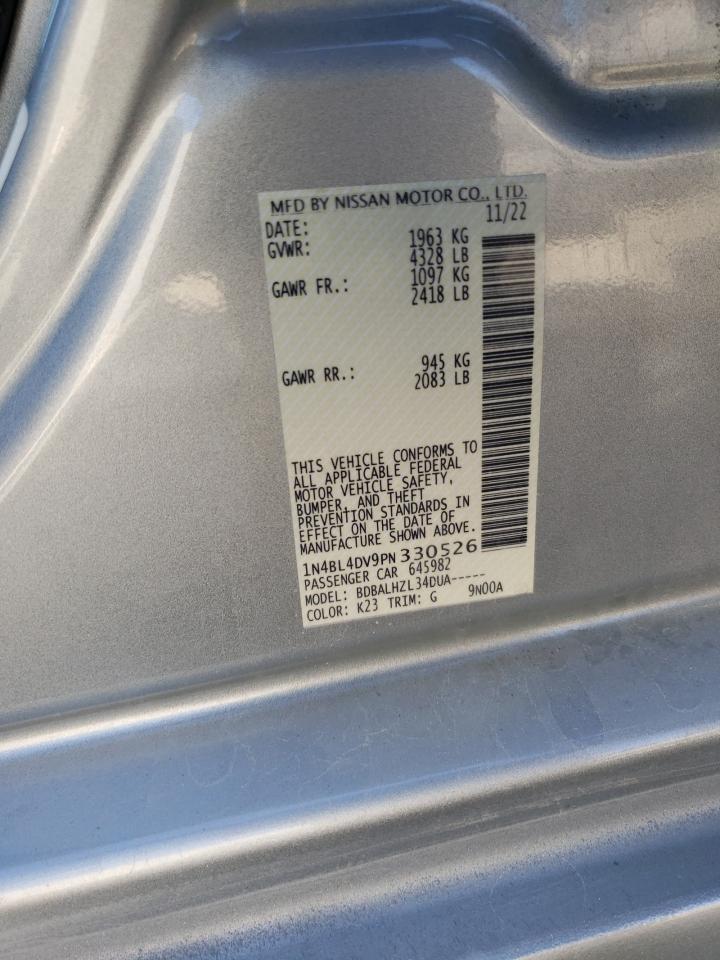 MFD BY NISSAN MOTOR CO., LTD.
DATE: 11/22
GVWR: 1963 KG
4328 LB
GAWR FR.: 1097 KG
2418 LB
GAWR RR.: 945 KG
2083 LB
THIS VEHICLE CONFORMS TO
ALL APPLICABLE FEDERAL
MOTOR VEHICLE SAFETY,
BUMPER, AND THEFT
PREVENTION STANDARDS IN
EFFECT ON THE DATE OF
MANUFACTURE SHOWN ABOVE.
1N4BL4DV9PN 330526
PASSENGER CAR 645982
MODEL: BDBALHZL34DUA-----
COLOR: K23 TRIM: G 9N00A